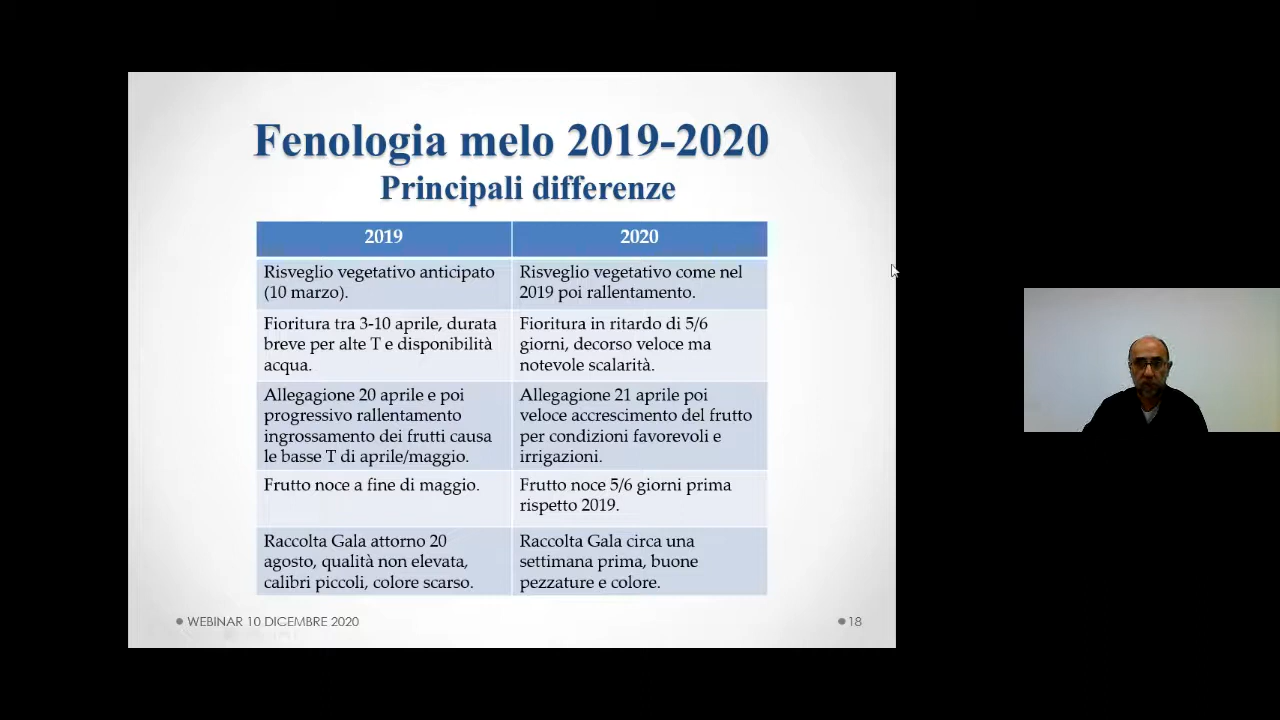 Fenologia melo 2019-2020
Principali differenze
2019
2020
Risveglio vegetativo anticipato
(10 marzo).
Risveglio vegetativo come nel
2019 poi rallentamento.
Fioritura tra 3-10 aprile, durata
breve per alte T e disponibilità
acqua.
Fioritura in ritardo di 5/6
giorni, decorso veloce ma
notevole scalarità.
Allegagione 20 aprile e poi
progressivo rallentamento
ingrossamento dei frutti causa
le basse T di aprile/maggio.
Allegagione 21 aprile poi
veloce accrescimento del frutto
per condizioni favorevoli e
irrigazioni.
Frutto noce a fine di maggio.
Frutto noce 5/6 giorni prima
rispetto 2019.
Raccolta Gala attorno 20
agosto, qualità non elevata,
calibri piccoli, colore scarso.
Raccolta Gala circa una
settimana prima, buone
pezzature e colore.
WEBINAR 10 DICEMBRE 2020
18